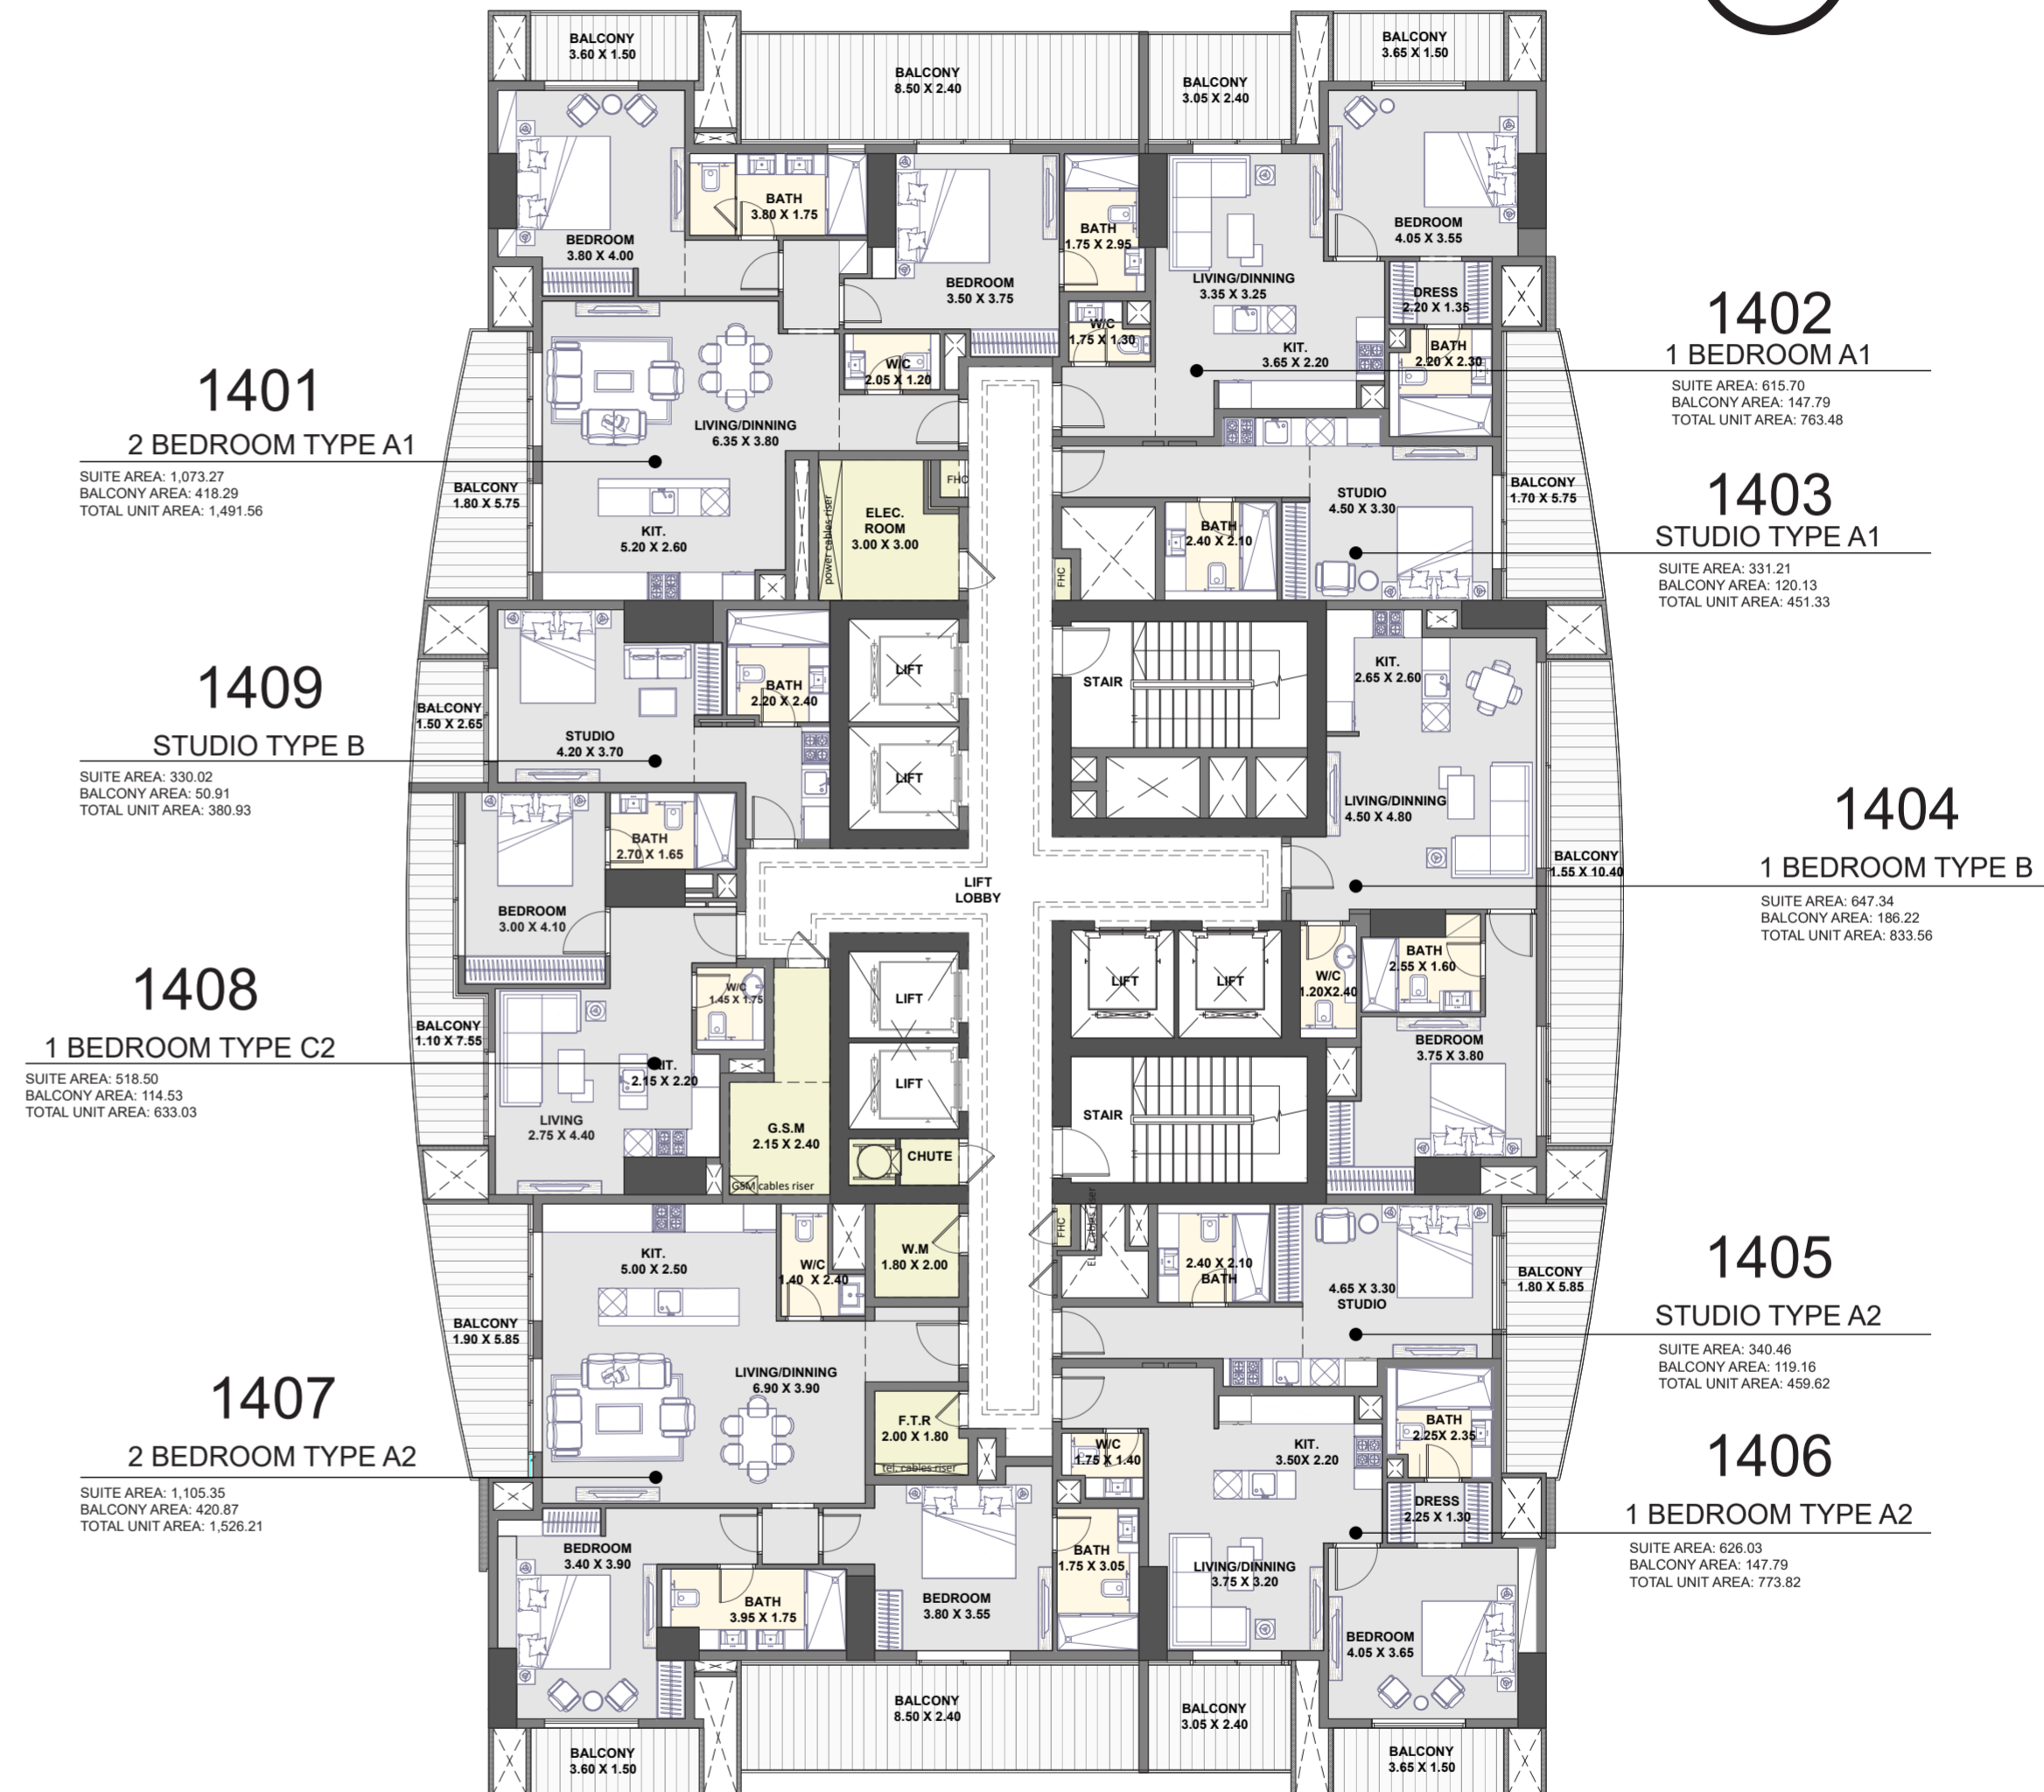 BALCONY
3.60 X 1.50
BALCONY
8.50 X 2.40
BALCONY
3.05 X 2.40
BALCONY
3.65 X 1.50
BEDROOM
3.80 X 4.00
BATH
3.80 X 1.75
BEDROOM
3.50 X 3.75
BATH
1.75 X 2.95
W/C
1.75 X 1.30
LIVING/DINNING
3.35 X 3.25
KIT.
3.65 X 2.20
BEDROOM
4.05 X 3.55
DRESS
2.20 X 1.35
BATH
2.20 X 2.30
1402
1 BEDROOM A1
SUITE AREA: 615.70
BALCONY AREA: 147.79
TOTAL UNIT AREA: 763.48
1401
2 BEDROOM TYPE A1
SUITE AREA: 1,073.27
BALCONY AREA: 418.29
TOTAL UNIT AREA: 1,491.56
BALCONY
1.80 X 5.75
W/C
2.05 X 1.20
LIVING/DINNING
6.35 X 3.80
KIT.
5.20 X 2.60
power cables riser
ELEC.
ROOM
3.00 X 3.00
FHC
FHC
BATH
2.40 X 2.10
STUDIO
4.50 X 3.30
BALCONY
1.70 X 5.75
1403
STUDIO TYPE A1
SUITE AREA: 331.21
BALCONY AREA: 120.13
TOTAL UNIT AREA: 451.33
1409
STUDIO TYPE B
SUITE AREA: 330.02
BALCONY AREA: 50.91
TOTAL UNIT AREA: 380.93
BALCONY
1.50 X 2.65
STUDIO
4.20 X 3.70
BATH
2.20 X 2.40
LIFT
LIFT
STAIR
KIT.
2.65 X 2.60
LIVING/DINNING
4.50 X 4.80
BALCONY
1.55 X 10.40
1404
1 BEDROOM TYPE B
SUITE AREA: 647.34
BALCONY AREA: 186.22
TOTAL UNIT AREA: 833.56
BATH
2.70 X 1.65
BEDROOM
3.00 X 4.10
LIFT
LOBBY
1408
1 BEDROOM TYPE C2
SUITE AREA: 518.50
BALCONY AREA: 114.53
TOTAL UNIT AREA: 633.03
BALCONY
1.10 X 7.55
W/C
1.45 X 1.75
KIT.
2.15 X 2.20
LIVING
2.75 X 4.40
G.S.M
2.15 X 2.40
GSM cables riser
LIFT
LIFT
CHUTE
LIFT
LIFT
STAIR
W/C
1.20X2.40
BATH
2.55 X 1.60
BEDROOM
3.75 X 3.80
KIT.
5.00 X 2.50
W/C
1.40 X 2.40
W.M
1.80 X 2.00
FHC
2.40 X 2.10
BATH
4.65 X 3.30
STUDIO
BALCONY
1.80 X 5.85
1405
STUDIO TYPE A2
SUITE AREA: 340.46
BALCONY AREA: 119.16
TOTAL UNIT AREA: 459.62
BALCONY
1.90 X 5.85
LIVING/DINNING
6.90 X 3.90
F.T.R
2.00 X 1.80
tel. cables riser
1407
2 BEDROOM TYPE A2
SUITE AREA: 1,105.35
BALCONY AREA: 420.87
TOTAL UNIT AREA: 1,526.21
W/C
1.75 X 1.40
KIT.
3.50X 2.20
BATH
2.25X 2.35
DRESS
2.25 X 1.30
1406
1 BEDROOM TYPE A2
SUITE AREA: 626.03
BALCONY AREA: 147.79
TOTAL UNIT AREA: 773.82
BEDROOM
3.40 X 3.90
BATH
3.95 X 1.75
BEDROOM
3.80 X 3.55
BATH
1.75 X 3.05
LIVING/DINNING
3.75 X 3.20
BEDROOM
4.05 X 3.65
BALCONY
8.50 X 2.40
BALCONY
3.05 X 2.40
BALCONY
3.60 X 1.50
BALCONY
3.65 X 1.50